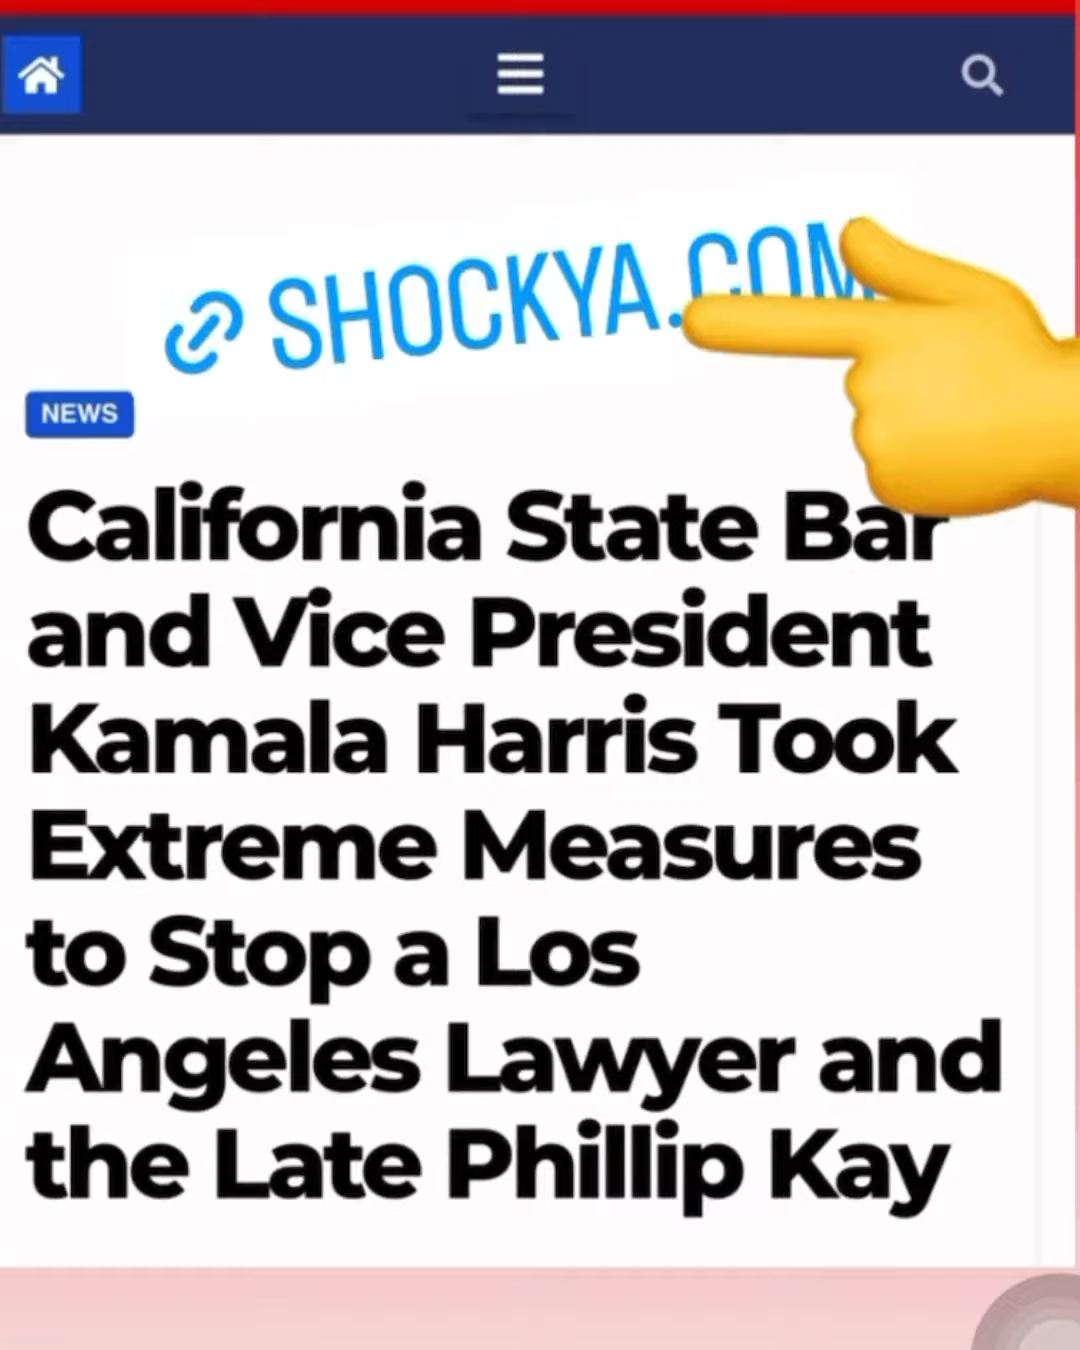 SHOCKYA.COM
NEWS
California State Bar
and Vice President
Kamala Harris Took
Extreme Measures
to Stop a Los
Angeles Lawyer and
the Late Phillip Kay